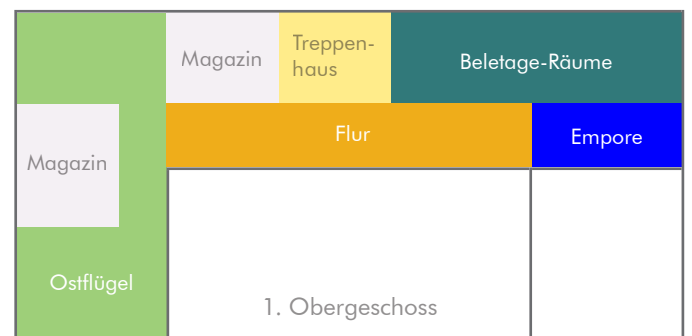 Magazin
Treppen-
haus
Beletage-Räume
Flur
Empore
Magazin
Ostflügel
1. Obergeschoss